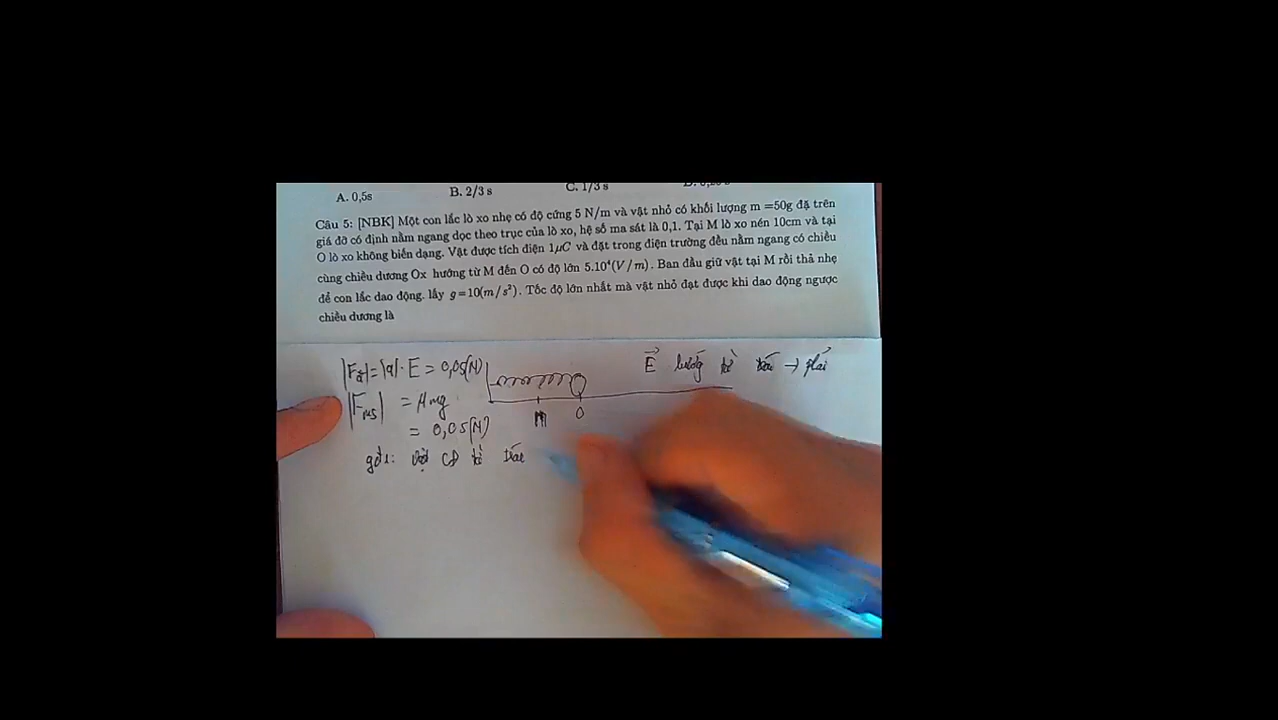 A. 0,5s B. 2/3 s C. 1/3 s
Câu 5: [NBK] Một con lắc lò xo nhẹ có độ cứng 5 N/m và vật nhỏ có khối lượng m =50g đặt trên
giá đỡ cố định nằm ngang dọc theo trục của lò xo, hệ số ma sát là 0,1. Tại M lò xo nén 10cm và tại
O lò xo không biến dạng. Vật được tích điện 1μC và đặt trong điện trường đều nằm ngang có chiều
cùng chiều dương Ox hướng từ M đến O có độ lớn 5.10⁴(V/m). Ban đầu giữ vật tại M rồi thả nhẹ
để con lắc dao động. lấy g=10(m/s²). Tốc độ lớn nhất mà vật nhỏ đạt được khi dao động ngược
chiều dương là
|Fđ|=|q|.E = 0,05(N)
E hướng từ trái → phải
|Fms| = μmg
M O
= 0,05(N)
gđ1: vật CĐ từ trái